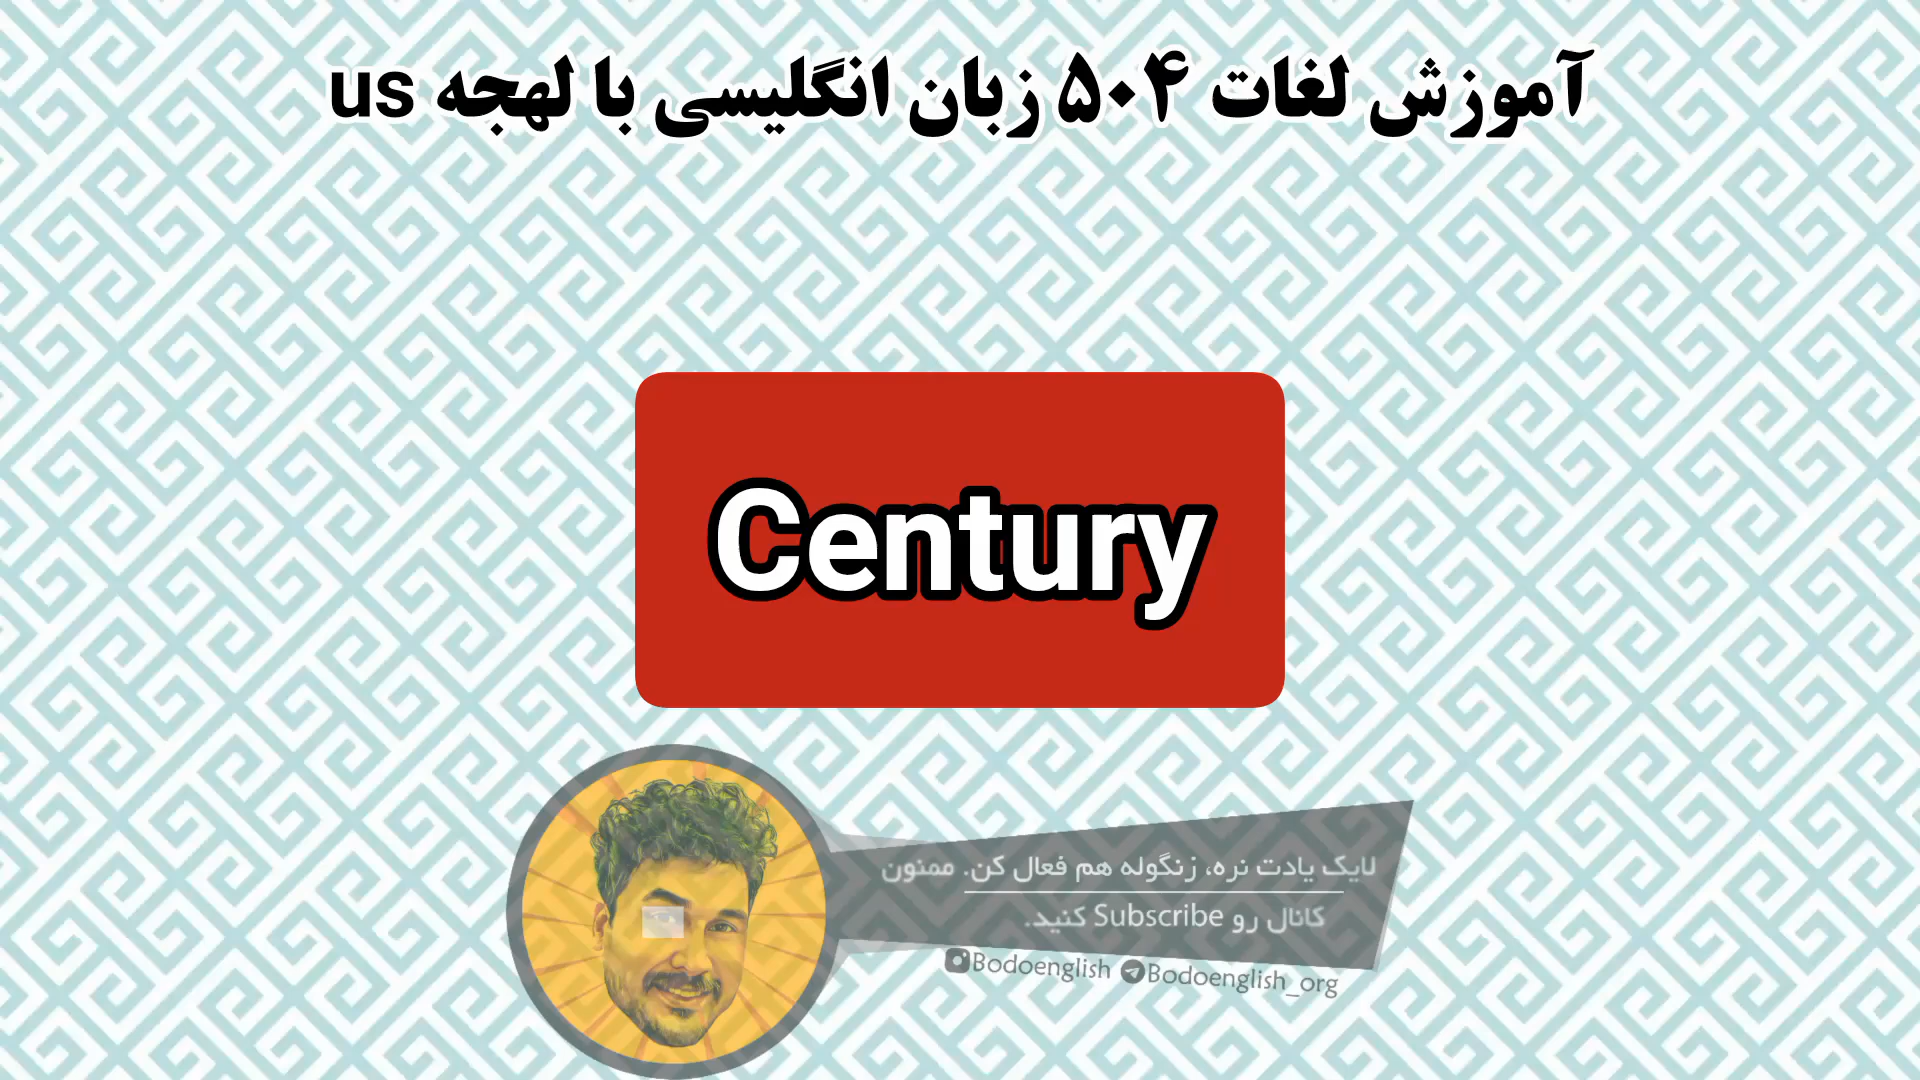 آموزش لغات ۵۰۴ زبان انگلیسی با لهجه us
Century
لایک یادت نره، زنگوله هم فعال کن. ممنون
کانال رو Subscribe کنید.
Bodoenglish Bodoenglish_org